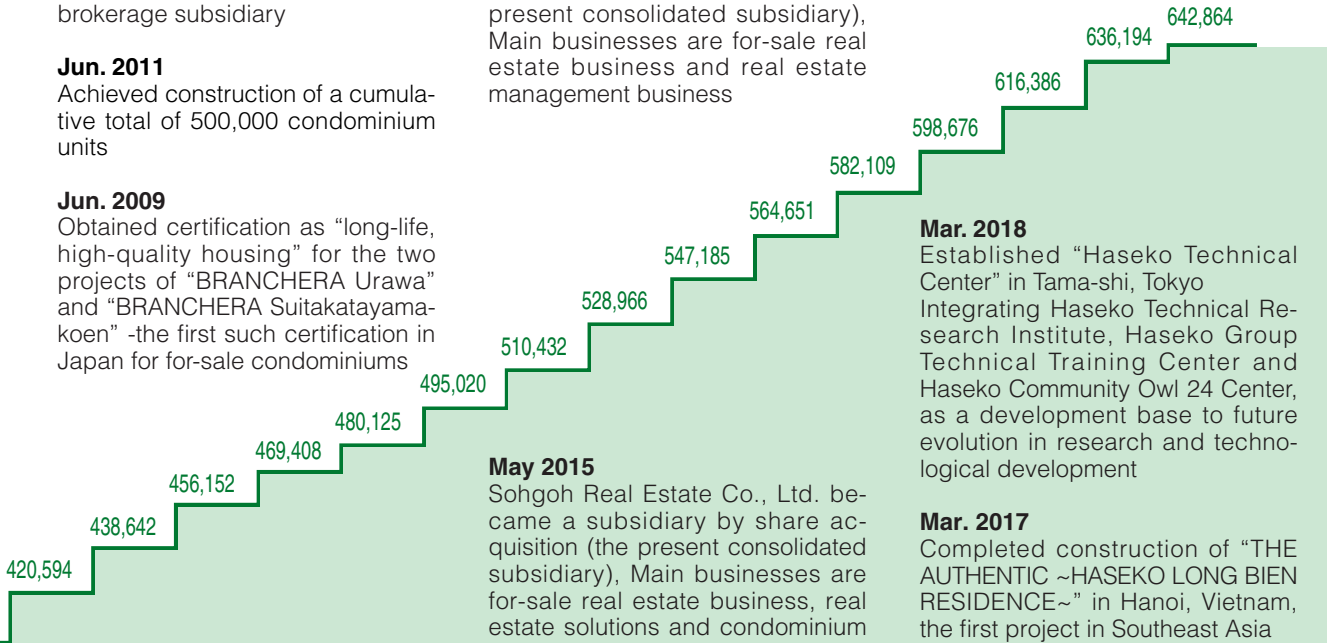 brokerage subsidiary
Jun. 2011
Achieved construction of a cumula-
tive total of 500,000 condominium
units
Jun. 2009
Obtained certification as “long-life,
high-quality housing” for the two
projects of “BRANCHERA Urawa”
and “BRANCHERA Suitakatayama-
koen” -the first such certification in
Japan for for-sale condominiums
present consolidated subsidiary),
Main businesses are for-sale real
estate business and real estate
management business
May 2015
Sohgoh Real Estate Co., Ltd. be-
came a subsidiary by share ac-
quisition (the present consolidated
subsidiary), Main businesses are
for-sale real estate business, real
estate solutions and condominium
Mar. 2018
Established “Haseko Technical
Center” in Tama-shi, Tokyo
Integrating Haseko Technical Re-
search Institute, Haseko Group
Technical Training Center and
Haseko Community Owl 24 Center,
as a development base to future
evolution in research and techno-
logical development
Mar. 2017
Completed construction of “THE
AUTHENTIC ~HASEKO LONG BIEN
RESIDENCE~” in Hanoi, Vietnam,
the first project in Southeast Asia
420,594
438,642
456,152
469,408
480,125
495,020
510,432
528,966
547,185
564,651
582,109
598,676
616,386
636,194
642,864